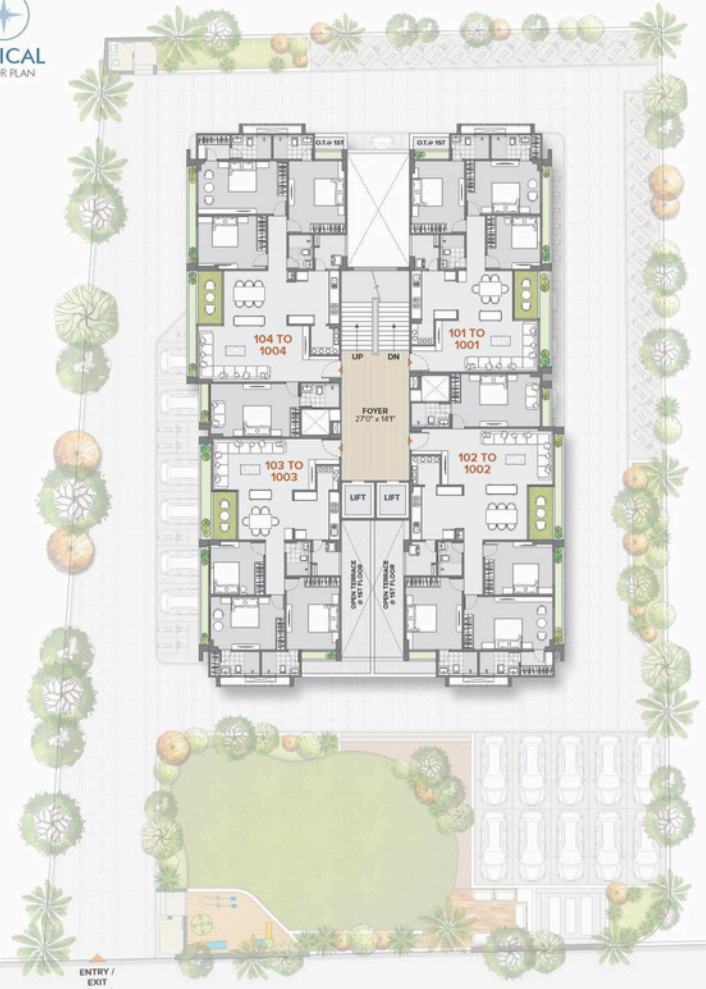 ICAL
R PLAN
O.T.@ 1ST
O.T.@ 1ST
104 TO
1004
101 TO
1001
UP
DN
FOYER
27'0" x 14'1"
103 TO
1003
102 TO
1002
LIFT
LIFT
OPEN TERRACE
@ 1ST FLOOR
OPEN TERRACE
@ 1ST FLOOR
ENTRY /
EXIT